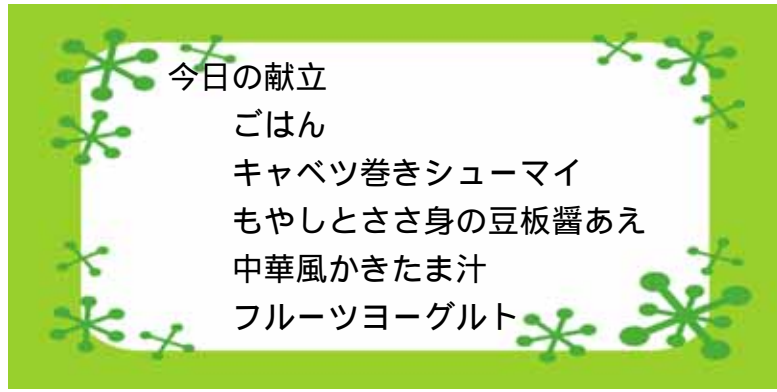 今日の献立
ごはん
キャベツ巻きシューマイ
もやしとささ身の豆板醤あえ
中華風かきたま汁
フルーツヨーグルト